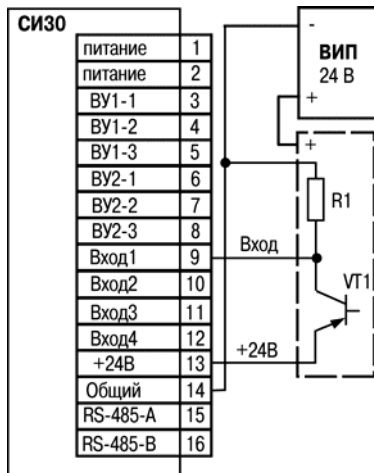 СИ30
питание 1
питание 2
ВУ1-1 3
ВУ1-2 4
ВУ1-3 5
ВУ2-1 6
ВУ2-2 7
ВУ2-3 8
Вход1 9
Вход2 10
Вход3 11
Вход4 12
+24В 13
Общий 14
RS-485-A 15
RS-485-B 16
Вход
+24В
-
ВИП
24 В
+
+
R1
VT1